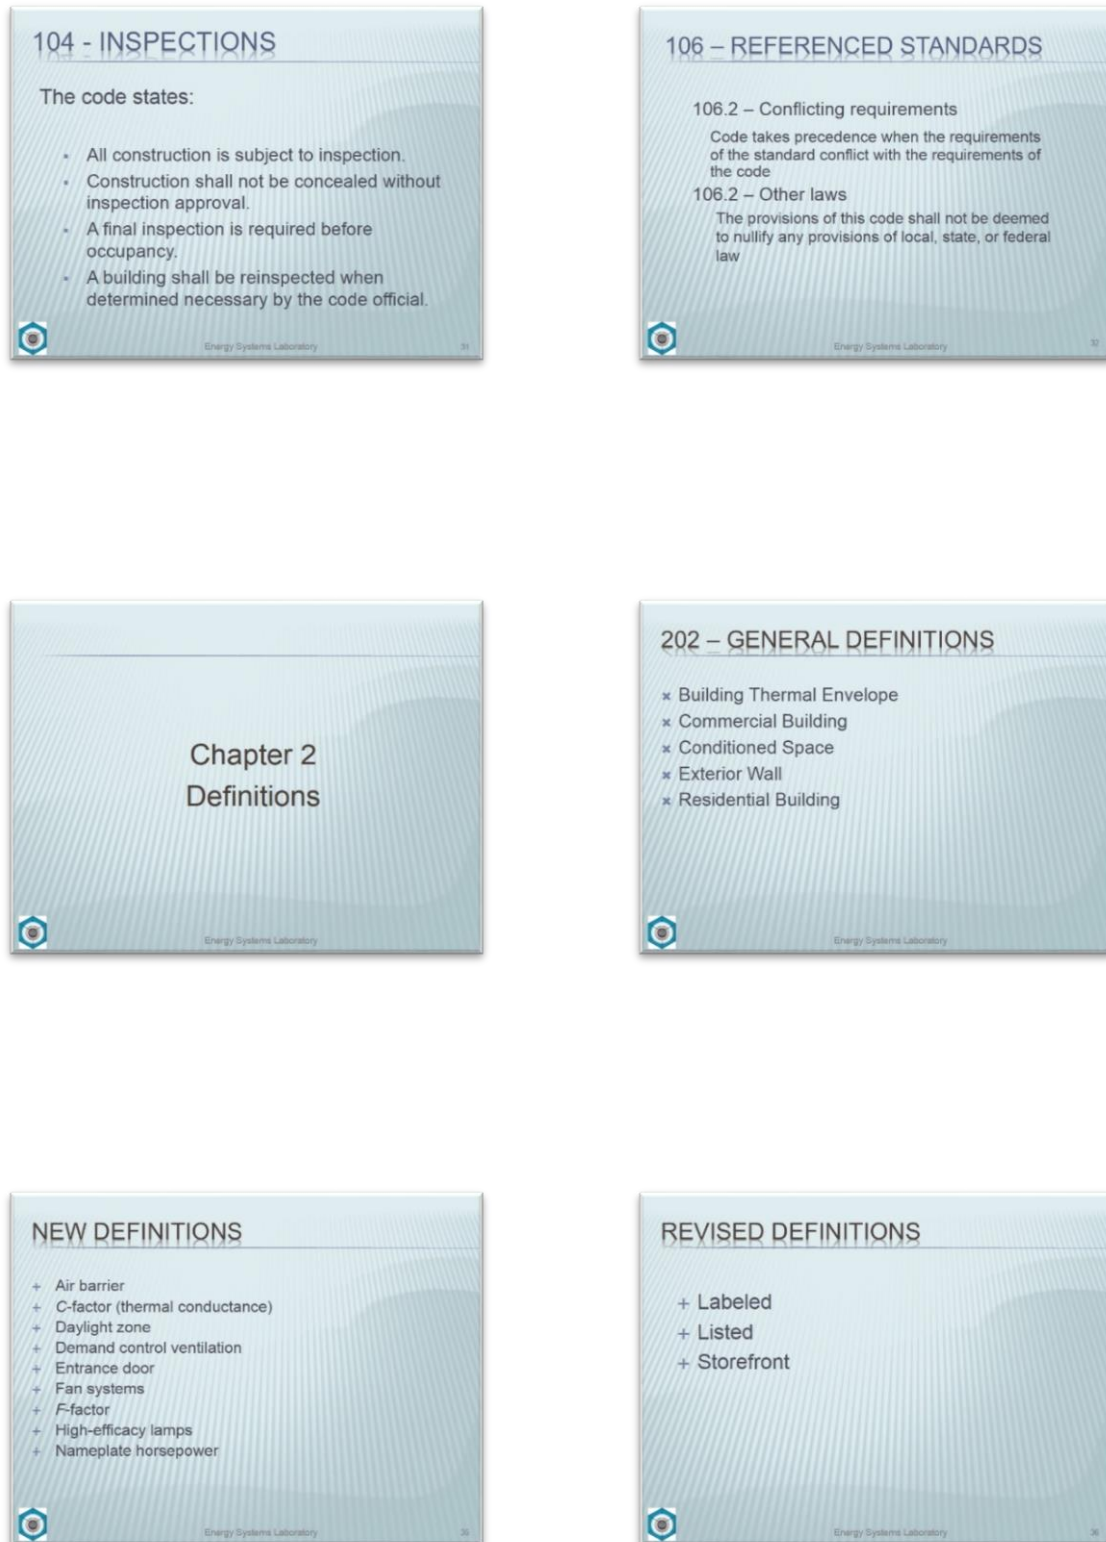 104 - INSPECTIONS
The code states:
All construction is subject to inspection.
Construction shall not be concealed without
inspection approval.
A final inspection is required before
occupancy.
A building shall be reinspected when
determined necessary by the code official.
Energy Systems Laboratory
31
106 – REFERENCED STANDARDS
106.2 – Conflicting requirements
Code takes precedence when the requirements
of the standard conflict with the requirements of
the code
106.2 – Other laws
The provisions of this code shall not be deemed
to nullify any provisions of local, state, or federal
law
Energy Systems Laboratory
32
Chapter 2
Definitions
Energy Systems Laboratory
202 – GENERAL DEFINITIONS
Building Thermal Envelope
Commercial Building
Conditioned Space
Exterior Wall
Residential Building
Energy Systems Laboratory
NEW DEFINITIONS
+ Air barrier
+ C-factor (thermal conductance)
+ Daylight zone
+ Demand control ventilation
+ Entrance door
+ Fan systems
+ F-factor
+ High-efficacy lamps
+ Nameplate horsepower
Energy Systems Laboratory
35
REVISED DEFINITIONS
+ Labeled
+ Listed
+ Storefront
Energy Systems Laboratory
36